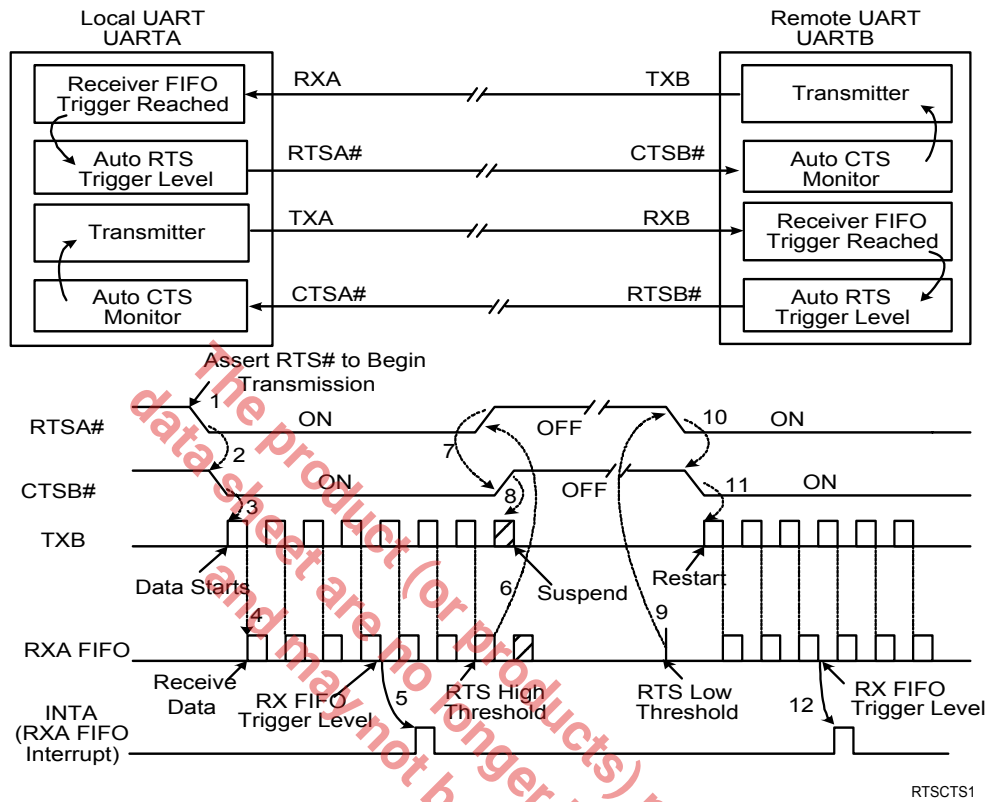 Local UART
UARTA
Remote UART
UARTB
Receiver FIFO
Trigger Reached
RXA
TXB
Transmitter
Auto RTS
Trigger Level
RTSA#
CTSB#
Auto CTS
Monitor
Transmitter
TXA
RXB
Receiver FIFO
Trigger Reached
Auto CTS
Monitor
CTSA#
RTSB#
Auto RTS
Trigger Level
Assert RTS# to Begin
Transmission
RTSA#
1
ON
7
OFF
10
ON
2
CTSB#
ON
8
OFF
11
ON
3
TXB
Data Starts
Suspend
Restart
4
6
9
RXA FIFO
Receive
Data
RX FIFO
Trigger Level
5
RTS High
Threshold
RTS Low
Threshold
12
RX FIFO
Trigger Level
INTA
(RXA FIFO
Interrupt)
RTSCTS1
The product (or products)
data sheet are no longer
and may not